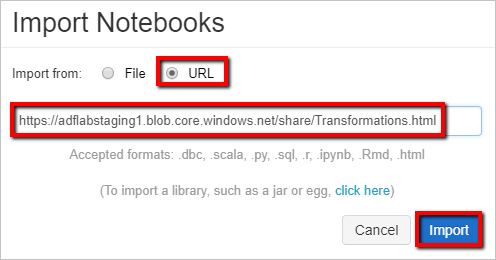 Import Notebooks
Import from: File URL
https://adflabstaging1.blob.core.windows.net/share/Transformations.html
Accepted formats: .dbc, .scala, .py, .sql, .r, .ipynb, .Rmd, .html
(To import a library, such as a jar or egg, click here)
Cancel Import